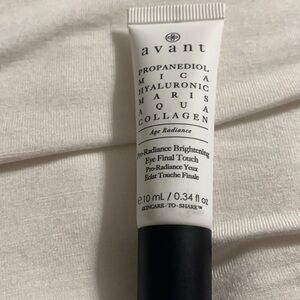 avant
PROPANEDIOL
MICA
HYALURONIC
MARIS
AQUA
COLLAGEN
Age Radiance
Pro-Radiance Brightening
Eye Final Touch
Pro-Radiance Yeux
Éclat Touche Finale
e 10 mL / 0.34 fl oz
SKINCARE-TO-SHARE™